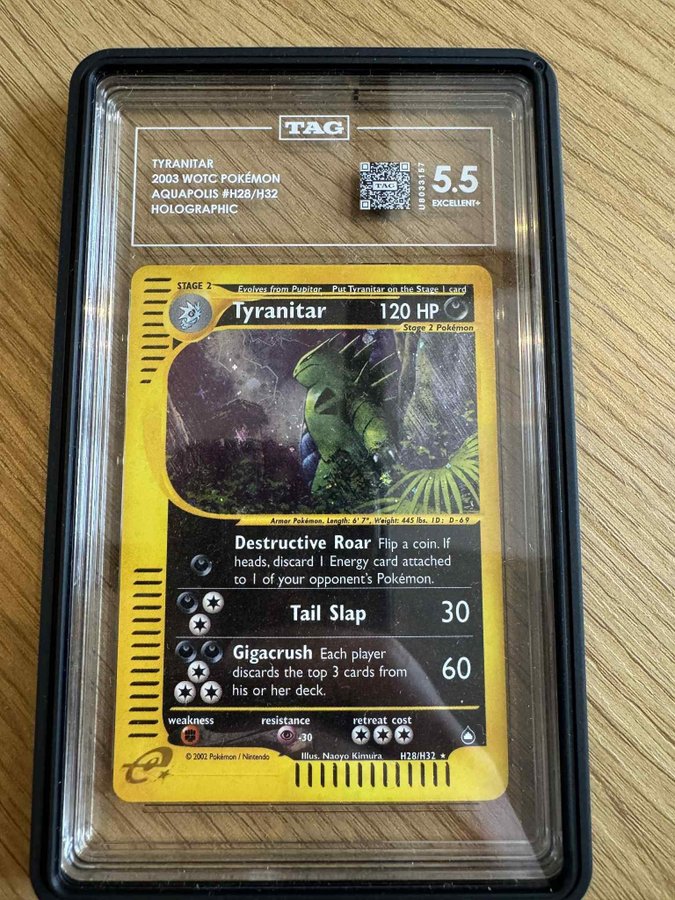 TAG
TYRANITAR
2003 WOTC POKÉMON
AQUAPOLIS #H28/H32
HOLOGRAPHIC
TAG
U8033157
5.5
EXCELLENT+
STAGE 2
Evolves from Pupitar Put Tyranitar on the Stage 1 card
Tyranitar 120 HP
Stage 2 Pokémon
Armor Pokémon, Length: 6' 7", Weight: 445 lbs. ID: D-69
Destructive Roar Flip a coin. If
heads, discard 1 Energy card attached
to 1 of your opponent's Pokémon.
Tail Slap 30
Gigacrush Each player
discards the top 3 cards from
his or her deck.
60
weakness resistance retreat cost
-30
© 2002 Pokémon / Nintendo Illus. Naoyo Kimura H28/H32 ★
e